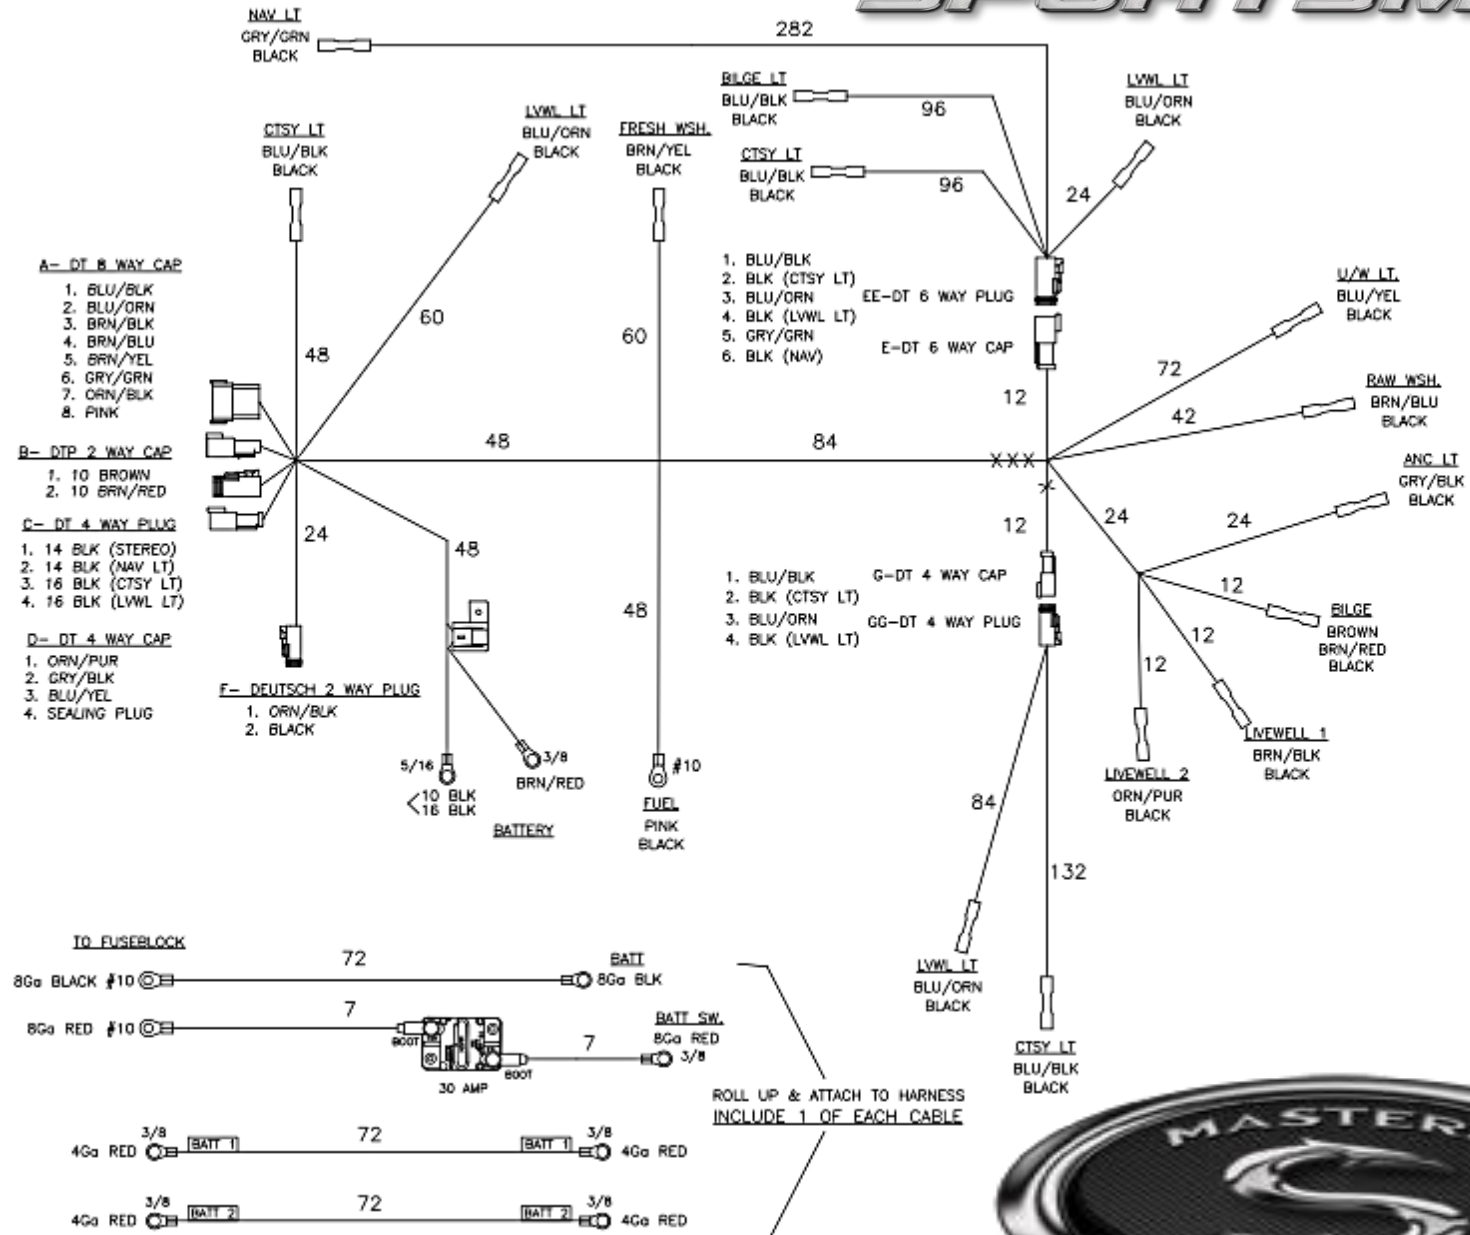 SPORTSM
NAV LT
GRY/GRN
BLACK
282
BILGE LT
BLU/BLK
BLACK
96
LVWL LT
BLU/ORN
BLACK
CTSY LT
BLU/BLK
BLACK
LVWL LT
BLU/ORN
BLACK
FRESH WSH.
BRN/YEL
BLACK
CTSY LT
BLU/BLK
BLACK
96
24
A- DT 8 WAY CAP
1. BLU/BLK
2. BLU/ORN
3. BRN/BLK
4. BRN/BLU
5. BRN/YEL
6. GRY/GRN
7. ORN/BLK
8. PINK
48
60
60
1. BLU/BLK
2. BLK (CTSY LT)
3. BLU/ORN
4. BLK (LVWL LT)
5. GRY/GRN
6. BLK (NAV)
EE-DT 6 WAY PLUG
E-DT 6 WAY CAP
U/W LT.
BLU/YEL
BLACK
72
12
RAW WSH.
BRN/BLU
BLACK
42
B- DTP 2 WAY CAP
1. 10 BROWN
2. 10 BRN/RED
48
84
XXX
X
ANC LT
GRY/BLK
BLACK
C- DT 4 WAY PLUG
1. 14 BLK (STEREO)
2. 14 BLK (NAV LT)
3. 16 BLK (CTSY LT)
4. 16 BLK (LVWL LT)
24
48
12
24
24
D- DT 4 WAY CAP
1. ORN/PUR
2. GRY/BLK
3. BLU/YEL
4. SEALING PLUG
F- DEUTSCH 2 WAY PLUG
1. ORN/BLK
2. BLACK
48
1. BLU/BLK
2. BLK (CTSY LT)
3. BLU/ORN
4. BLK (LVWL LT)
G-DT 4 WAY CAP
GG-DT 4 WAY PLUG
12
BILGE
BROWN
BRN/RED
BLACK
12
12
LIVEWELL 1
BRN/BLK
BLACK
LIVEWELL 2
ORN/PUR
BLACK
5/16
10 BLK
16 BLK
3/8
BRN/RED
BATTERY
#10
FUEL
PINK
BLACK
84
132
LVWL LT
BLU/ORN
BLACK
CTSY LT
BLU/BLK
BLACK
TO FUSEBLOCK
8Ga BLACK #10
72
BATT
8Ga BLK
8Ga RED #10
7
BOOT
30 AMP
BOOT
7
BATT SW.
8Ga RED
3/8
ROLL UP & ATTACH TO HARNESS
INCLUDE 1 OF EACH CABLE
3/8
4Ga RED
BATT 1
72
BATT 1
3/8
4Ga RED
3/8
4Ga RED
BATT 2
72
BATT 2
3/8
4Ga RED
MASTER